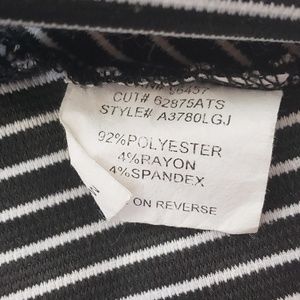 CUT# 62875ATS
STYLE# A3780LGJ
92%POLYESTER
4%RAYON
4%SPANDEX
ON REVERSE